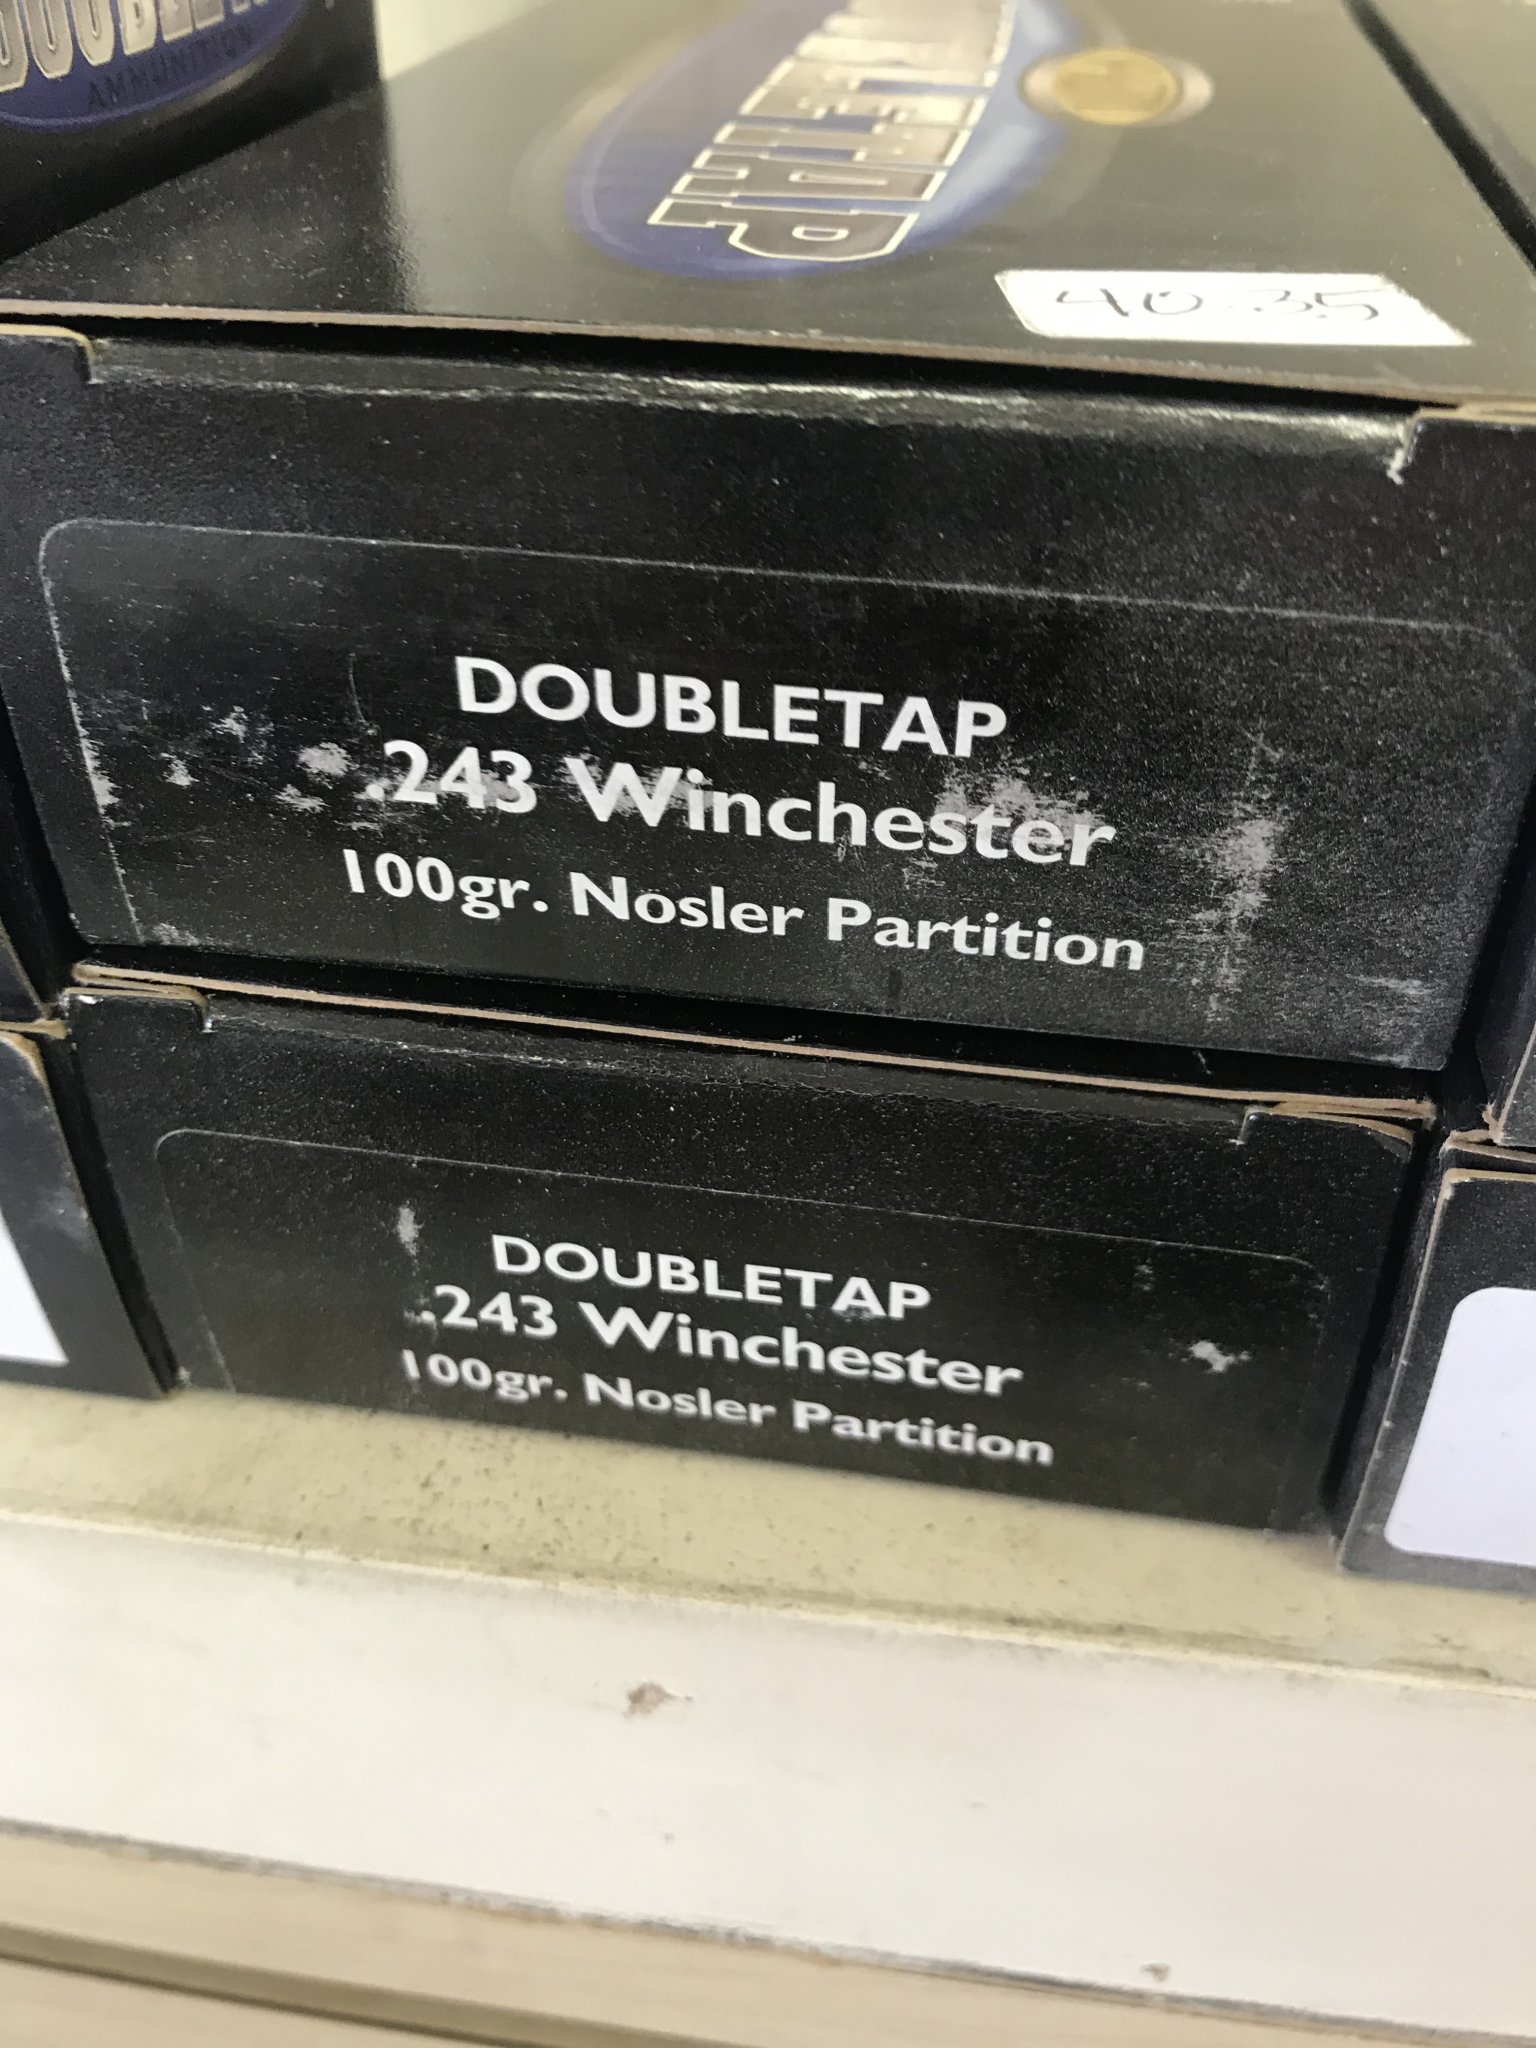 AMMUNITION
40.35
DOUBLETAP
.243 Winchester
100gr. Nosler Partition
DOUBLETAP
.243 Winchester
100gr. Nosler Partition